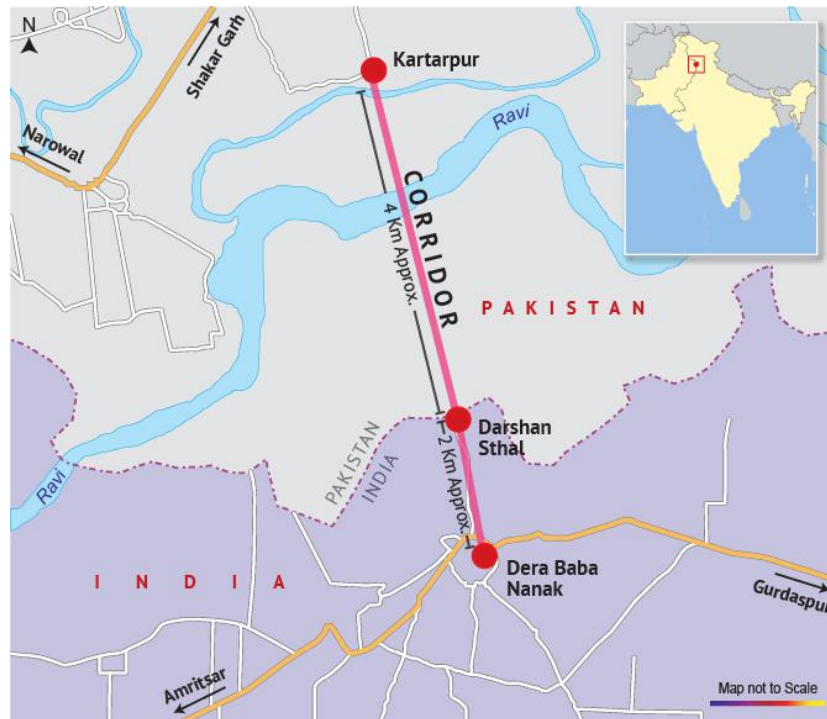 N
Shakar Garh
Narowal
Kartarpur
Ravi
CORRIDOR
4 Km Approx.
PAKISTAN
Darshan
Sthal
PAKISTAN
INDIA
2 Km Approx.
Ravi
Dera Baba
Nanak
INDIA
Gurdaspur
Amritsar
Map not to Scale